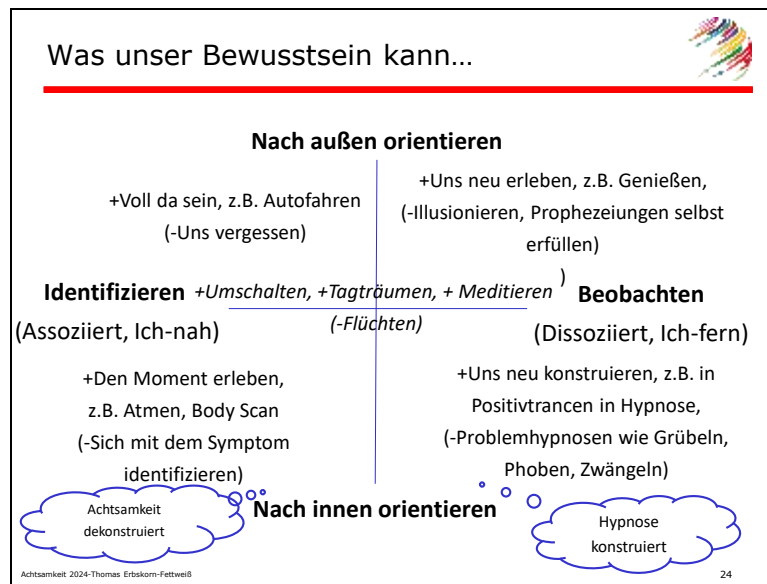 Was unser Bewusstsein kann…
Nach außen orientieren
+Voll da sein, z.B. Autofahren
(-Uns vergessen)
+Uns neu erleben, z.B. Genießen,
(-Illusionieren, Prophezeiungen selbst
erfüllen)
)
Identifizieren +Umschalten, +Tagträumen, + Meditieren Beobachten
(Assoziiert, Ich-nah)
(-Flüchten)
(Dissoziiert, Ich-fern)
+Den Moment erleben,
z.B. Atmen, Body Scan
(-Sich mit dem Symptom
identifizieren)
+Uns neu konstruieren, z.B. in
Positivtrancen in Hypnose,
(-Problemhypnosen wie Grübeln,
Phoben, Zwängeln)
Achtsamkeit
dekonstruiert
Nach innen orientieren
Hypnose
konstruiert
Achtsamkeit 2024-Thomas Erbskorn-Fettweiß
24